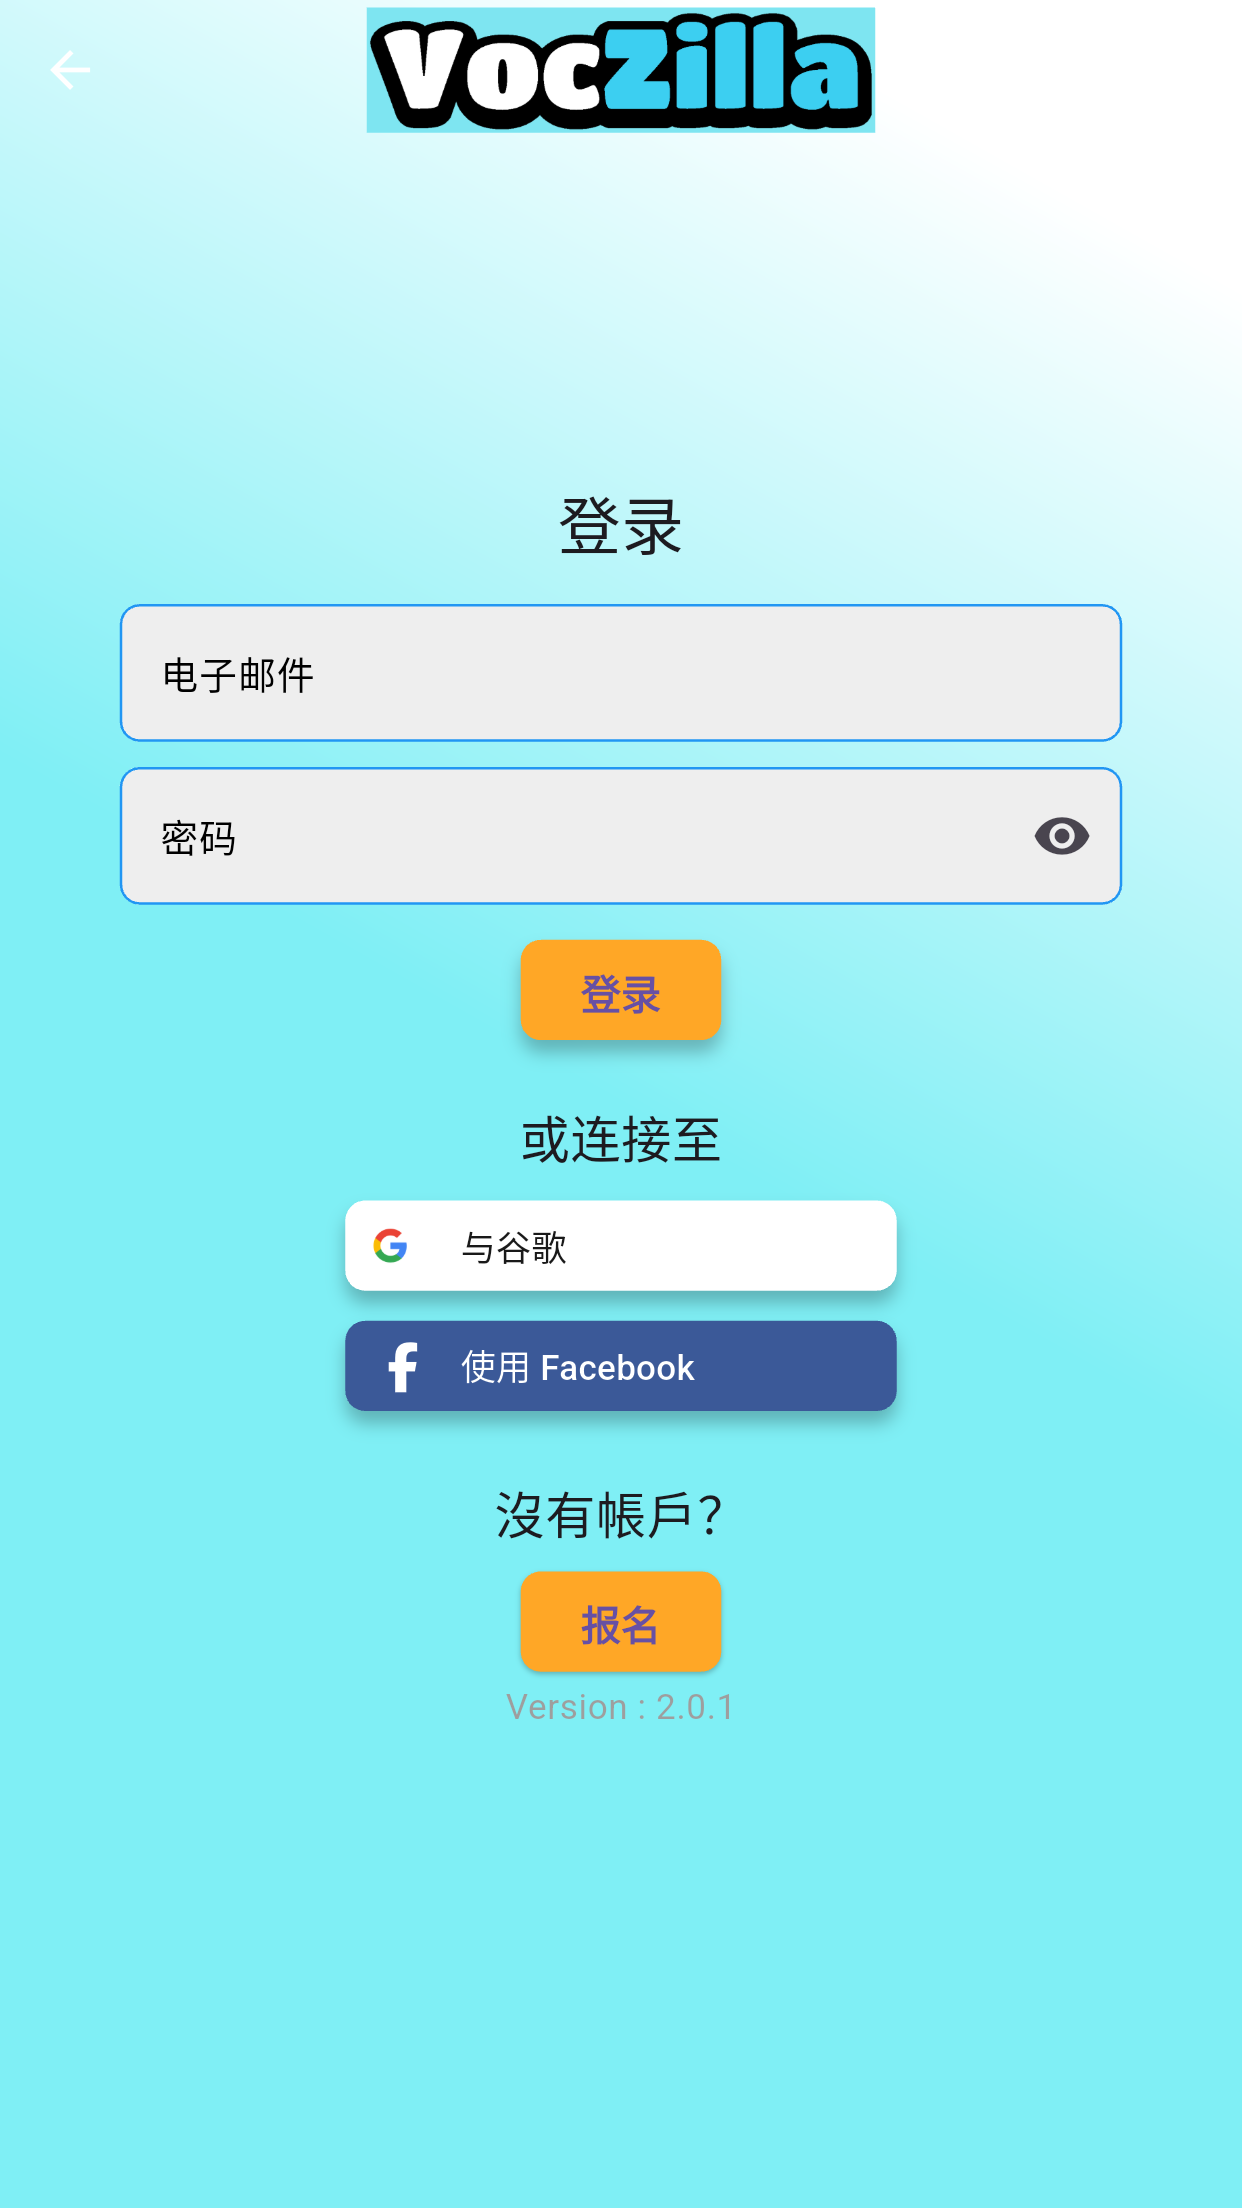 VocZilla
登录
电子邮件
密码
登录
或连接至
与谷歌
使用 Facebook
沒有帳戶？
报名
Version : 2.0.1